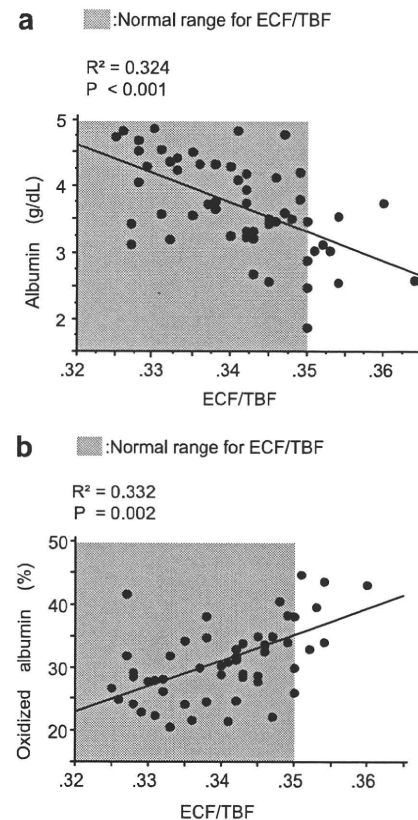 a :Normal range for ECF/TBF
R² = 0.324
P < 0.001
5
4
3
2
Albumin (g/dL)
.32 .33 .34 .35 .36
ECF/TBF
b :Normal range for ECF/TBF
R² = 0.332
P = 0.002
50
40
30
20
Oxidized albumin (%)
.32 .33 .34 .35 .36
ECF/TBF